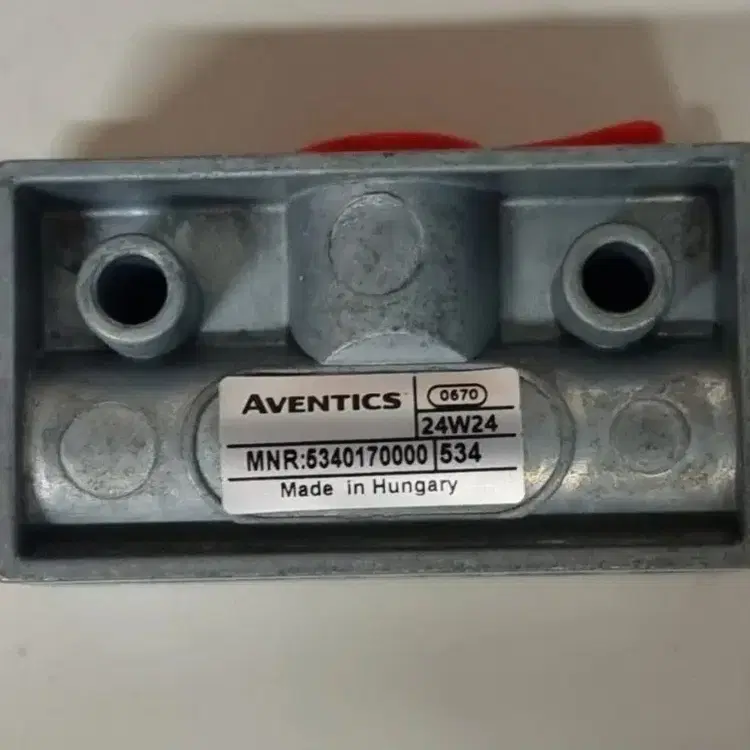 AVENTICS
0670
24W24
MNR:5340170000 534
Made in Hungary